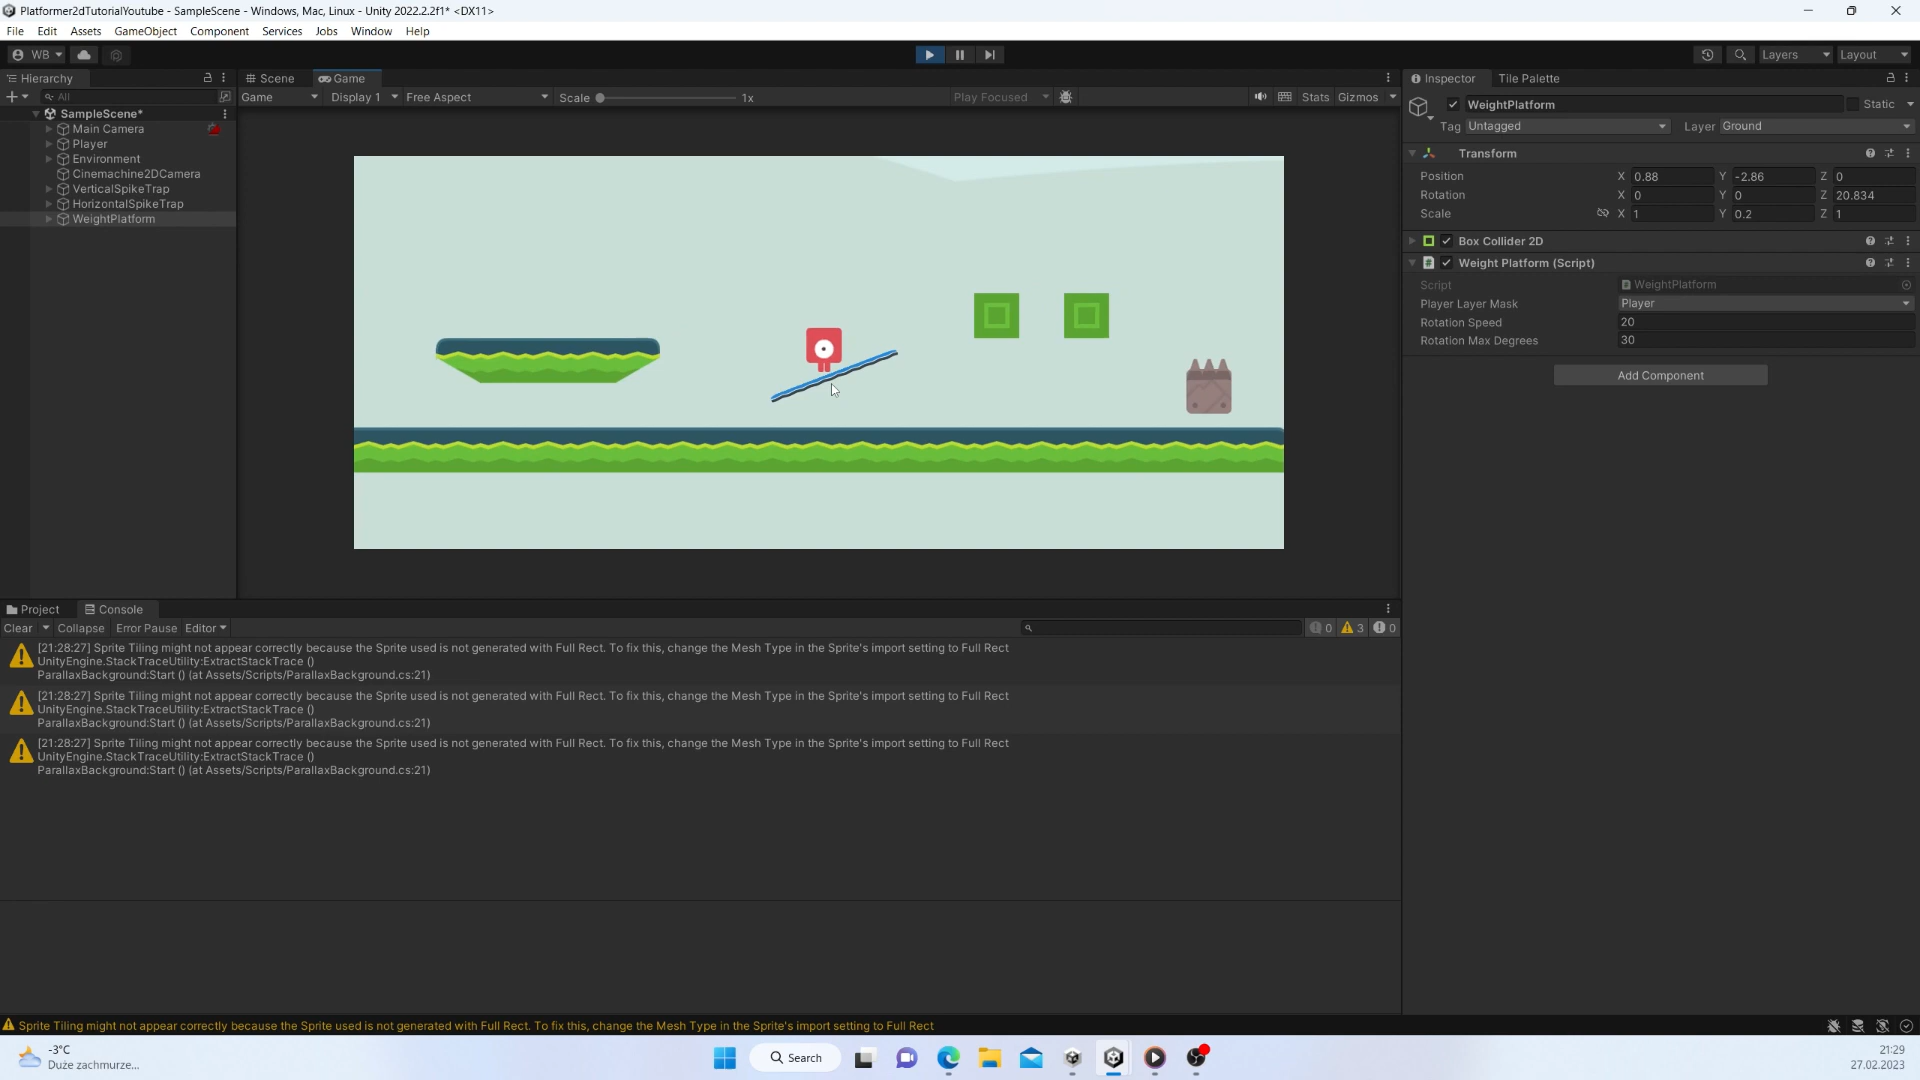 Platformer2dTutorialYoutube - SampleScene - Windows, Mac, Linux - Unity 2022.2.2f1* <DX11>
File Edit Assets GameObject Component Services Jobs Window Help
WB Layers Layout
Hierarchy Scene Game Inspector Tile Palette
All Game Display 1 Free Aspect Scale 1x Play Focused Stats Gizmos
SampleScene*
Main Camera
Player
Environment
Cinemachine2DCamera
VerticalSpikeTrap
HorizontalSpikeTrap
WeightPlatform
WeightPlatform Static
Tag Untagged Layer Ground
Transform
Position X 0.88 Y -2.86 Z 0
Rotation X 0 Y 0 Z 20.834
Scale X 1 Y 0.2 Z 1
Box Collider 2D
# Weight Platform (Script)
Script WeightPlatform
Player Layer Mask Player
Rotation Speed 20
Rotation Max Degrees 30
Add Component
Project Console
Clear Collapse Error Pause Editor 0 3 0
[21:28:27] Sprite Tiling might not appear correctly because the Sprite used is not generated with Full Rect. To fix this, change the Mesh Type in the Sprite's import setting to Full Rect
UnityEngine.StackTraceUtility:ExtractStackTrace ()
ParallaxBackground:Start () (at Assets/Scripts/ParallaxBackground.cs:21)
[21:28:27] Sprite Tiling might not appear correctly because the Sprite used is not generated with Full Rect. To fix this, change the Mesh Type in the Sprite's import setting to Full Rect
UnityEngine.StackTraceUtility:ExtractStackTrace ()
ParallaxBackground:Start () (at Assets/Scripts/ParallaxBackground.cs:21)
[21:28:27] Sprite Tiling might not appear correctly because the Sprite used is not generated with Full Rect. To fix this, change the Mesh Type in the Sprite's import setting to Full Rect
UnityEngine.StackTraceUtility:ExtractStackTrace ()
ParallaxBackground:Start () (at Assets/Scripts/ParallaxBackground.cs:21)
Sprite Tiling might not appear correctly because the Sprite used is not generated with Full Rect. To fix this, change the Mesh Type in the Sprite's import setting to Full Rect
-3°C
Duże zachmurze...
Search
21:29
27.02.2023